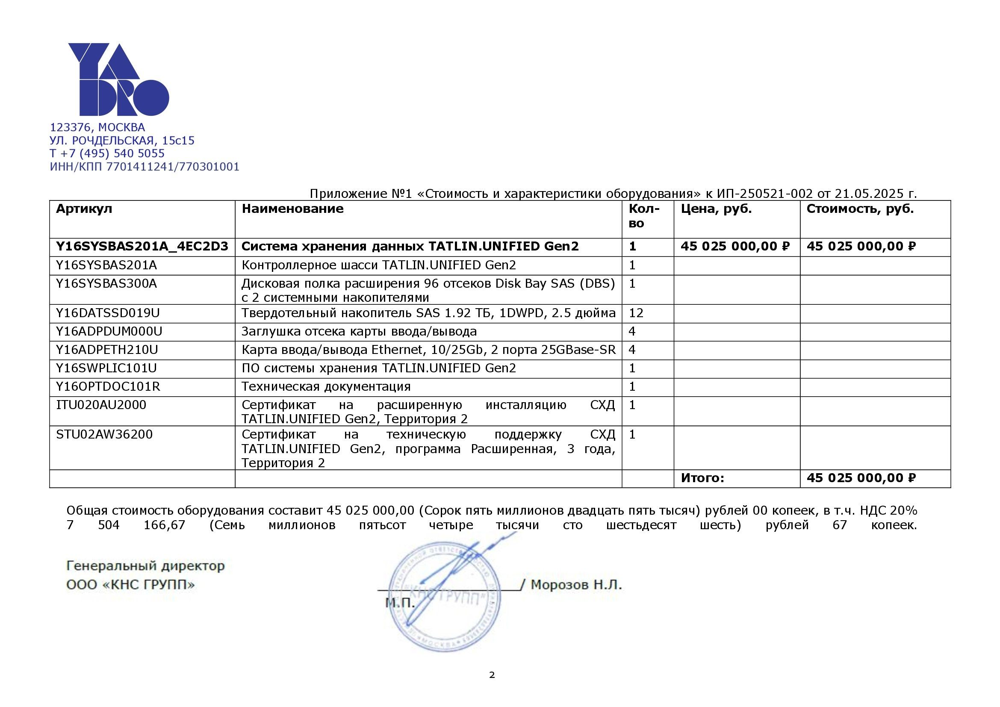 YADRO
123376, МОСКВА
УЛ. РОЧДЕЛЬСКАЯ, 15с15
Т +7 (495) 540 5055
ИНН/КПП 7701411241/770301001
Приложение №1 «Стоимость и характеристики оборудования» к ИП-250521-002 от 21.05.2025 г.
Артикул Наименование Кол-во Цена, руб. Стоимость, руб.
Y16SYSBAS201A_4EC2D3 Система хранения данных TATLIN.UNIFIED Gen2 1 45 025 000,00 ₽ 45 025 000,00 ₽
Y16SYSBAS201A Контроллерное шасси TATLIN.UNIFIED Gen2 1
Y16SYSBAS300A Дисковая полка расширения 96 отсеков Disk Bay SAS (DBS) 1
с 2 системными накопителями
Y16DATSSD019U Твердотельный накопитель SAS 1.92 ТБ, 1DWPD, 2.5 дюйма 12
Y16ADPDUM000U Заглушка отсека карты ввода/вывода 4
Y16ADPETH210U Карта ввода/вывода Ethernet, 10/25Gb, 2 порта 25GBase-SR 4
Y16SWPLIC101U ПО системы хранения TATLIN.UNIFIED Gen2 1
Y16OPTDOC101R Техническая документация 1
ITU020AU2000 Сертификат на расширенную инсталляцию СХД 1
TATLIN.UNIFIED Gen2, Территория 2
STU02AW36200 Сертификат на техническую поддержку СХД 1
TATLIN.UNIFIED Gen2, программа Расширенная, 3 года,
Территория 2
Итого: 45 025 000,00 ₽
Общая стоимость оборудования составит 45 025 000,00 (Сорок пять миллионов двадцать пять тысяч) рублей 00 копеек, в т.ч. НДС 20%
7 504 166,67 (Семь миллионов пятьсот четыре тысячи сто шестьдесят шесть) рублей 67 копеек.
Генеральный директор
ООО «КНС ГРУПП»
/ Морозов Н.Л.
М.П.
"КНС ГРУПП"
МОСКВА
2